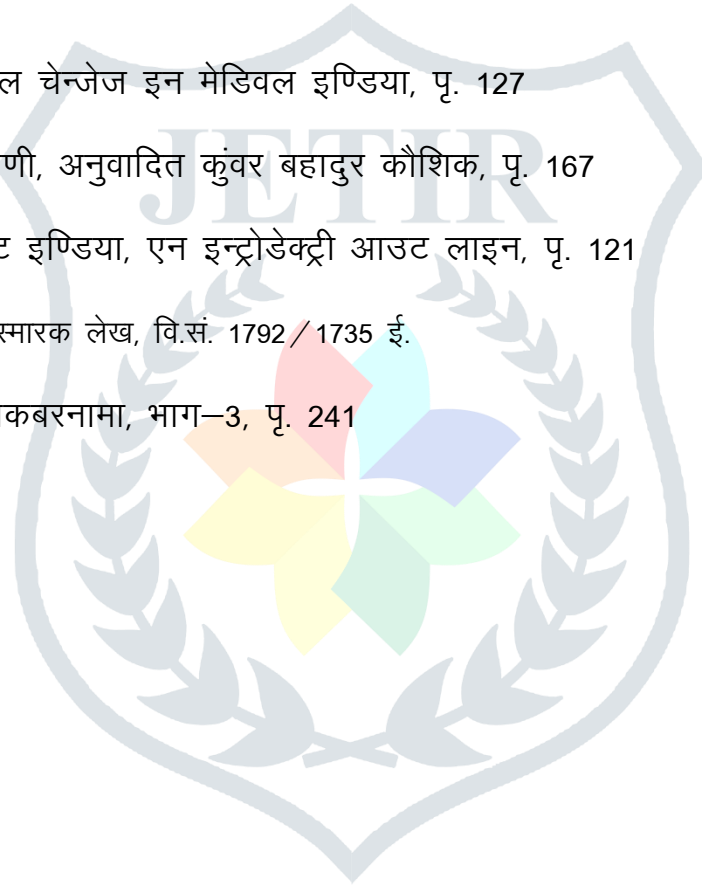 ल चेन्जेज इन मेडिवल इण्डिया, पृ. 127
णी, अनुवादित कुंवर बहादुर कौशिक, पृ. 167
ट इण्डिया, एन इन्ट्रोडेक्ट्री आउट लाइन, पृ. 121
स्मारक लेख, वि.सं. 1792/1735 ई.
कबरनामा, भाग–3, पृ. 241
JETIR